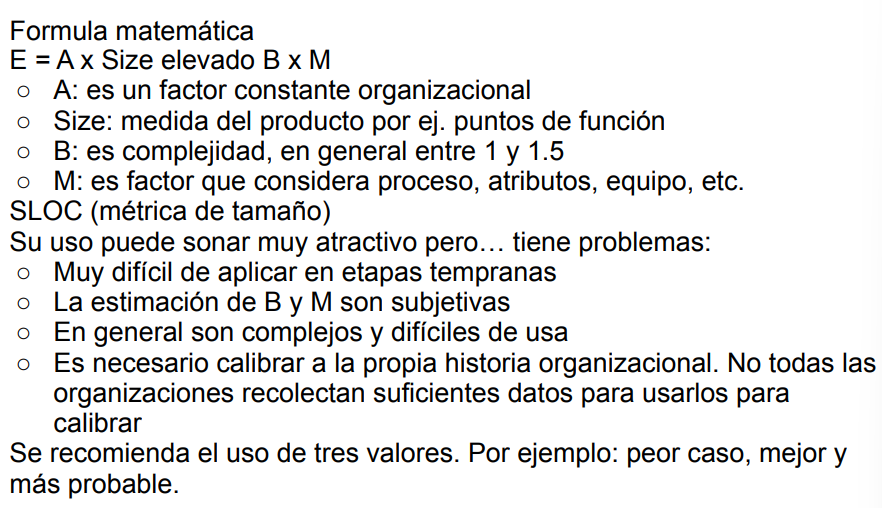 Formula matemática
E = A x Size elevado B x M
○ A: es un factor constante organizacional
○ Size: medida del producto por ej. puntos de función
○ B: es complejidad, en general entre 1 y 1.5
○ M: es factor que considera proceso, atributos, equipo, etc.
SLOC (métrica de tamaño)
Su uso puede sonar muy atractivo pero… tiene problemas:
○ Muy difícil de aplicar en etapas tempranas
○ La estimación de B y M son subjetivas
○ En general son complejos y difíciles de usa
○ Es necesario calibrar a la propia historia organizacional. No todas las
organizaciones recolectan suficientes datos para usarlos para
calibrar
Se recomienda el uso de tres valores. Por ejemplo: peor caso, mejor y
más probable.